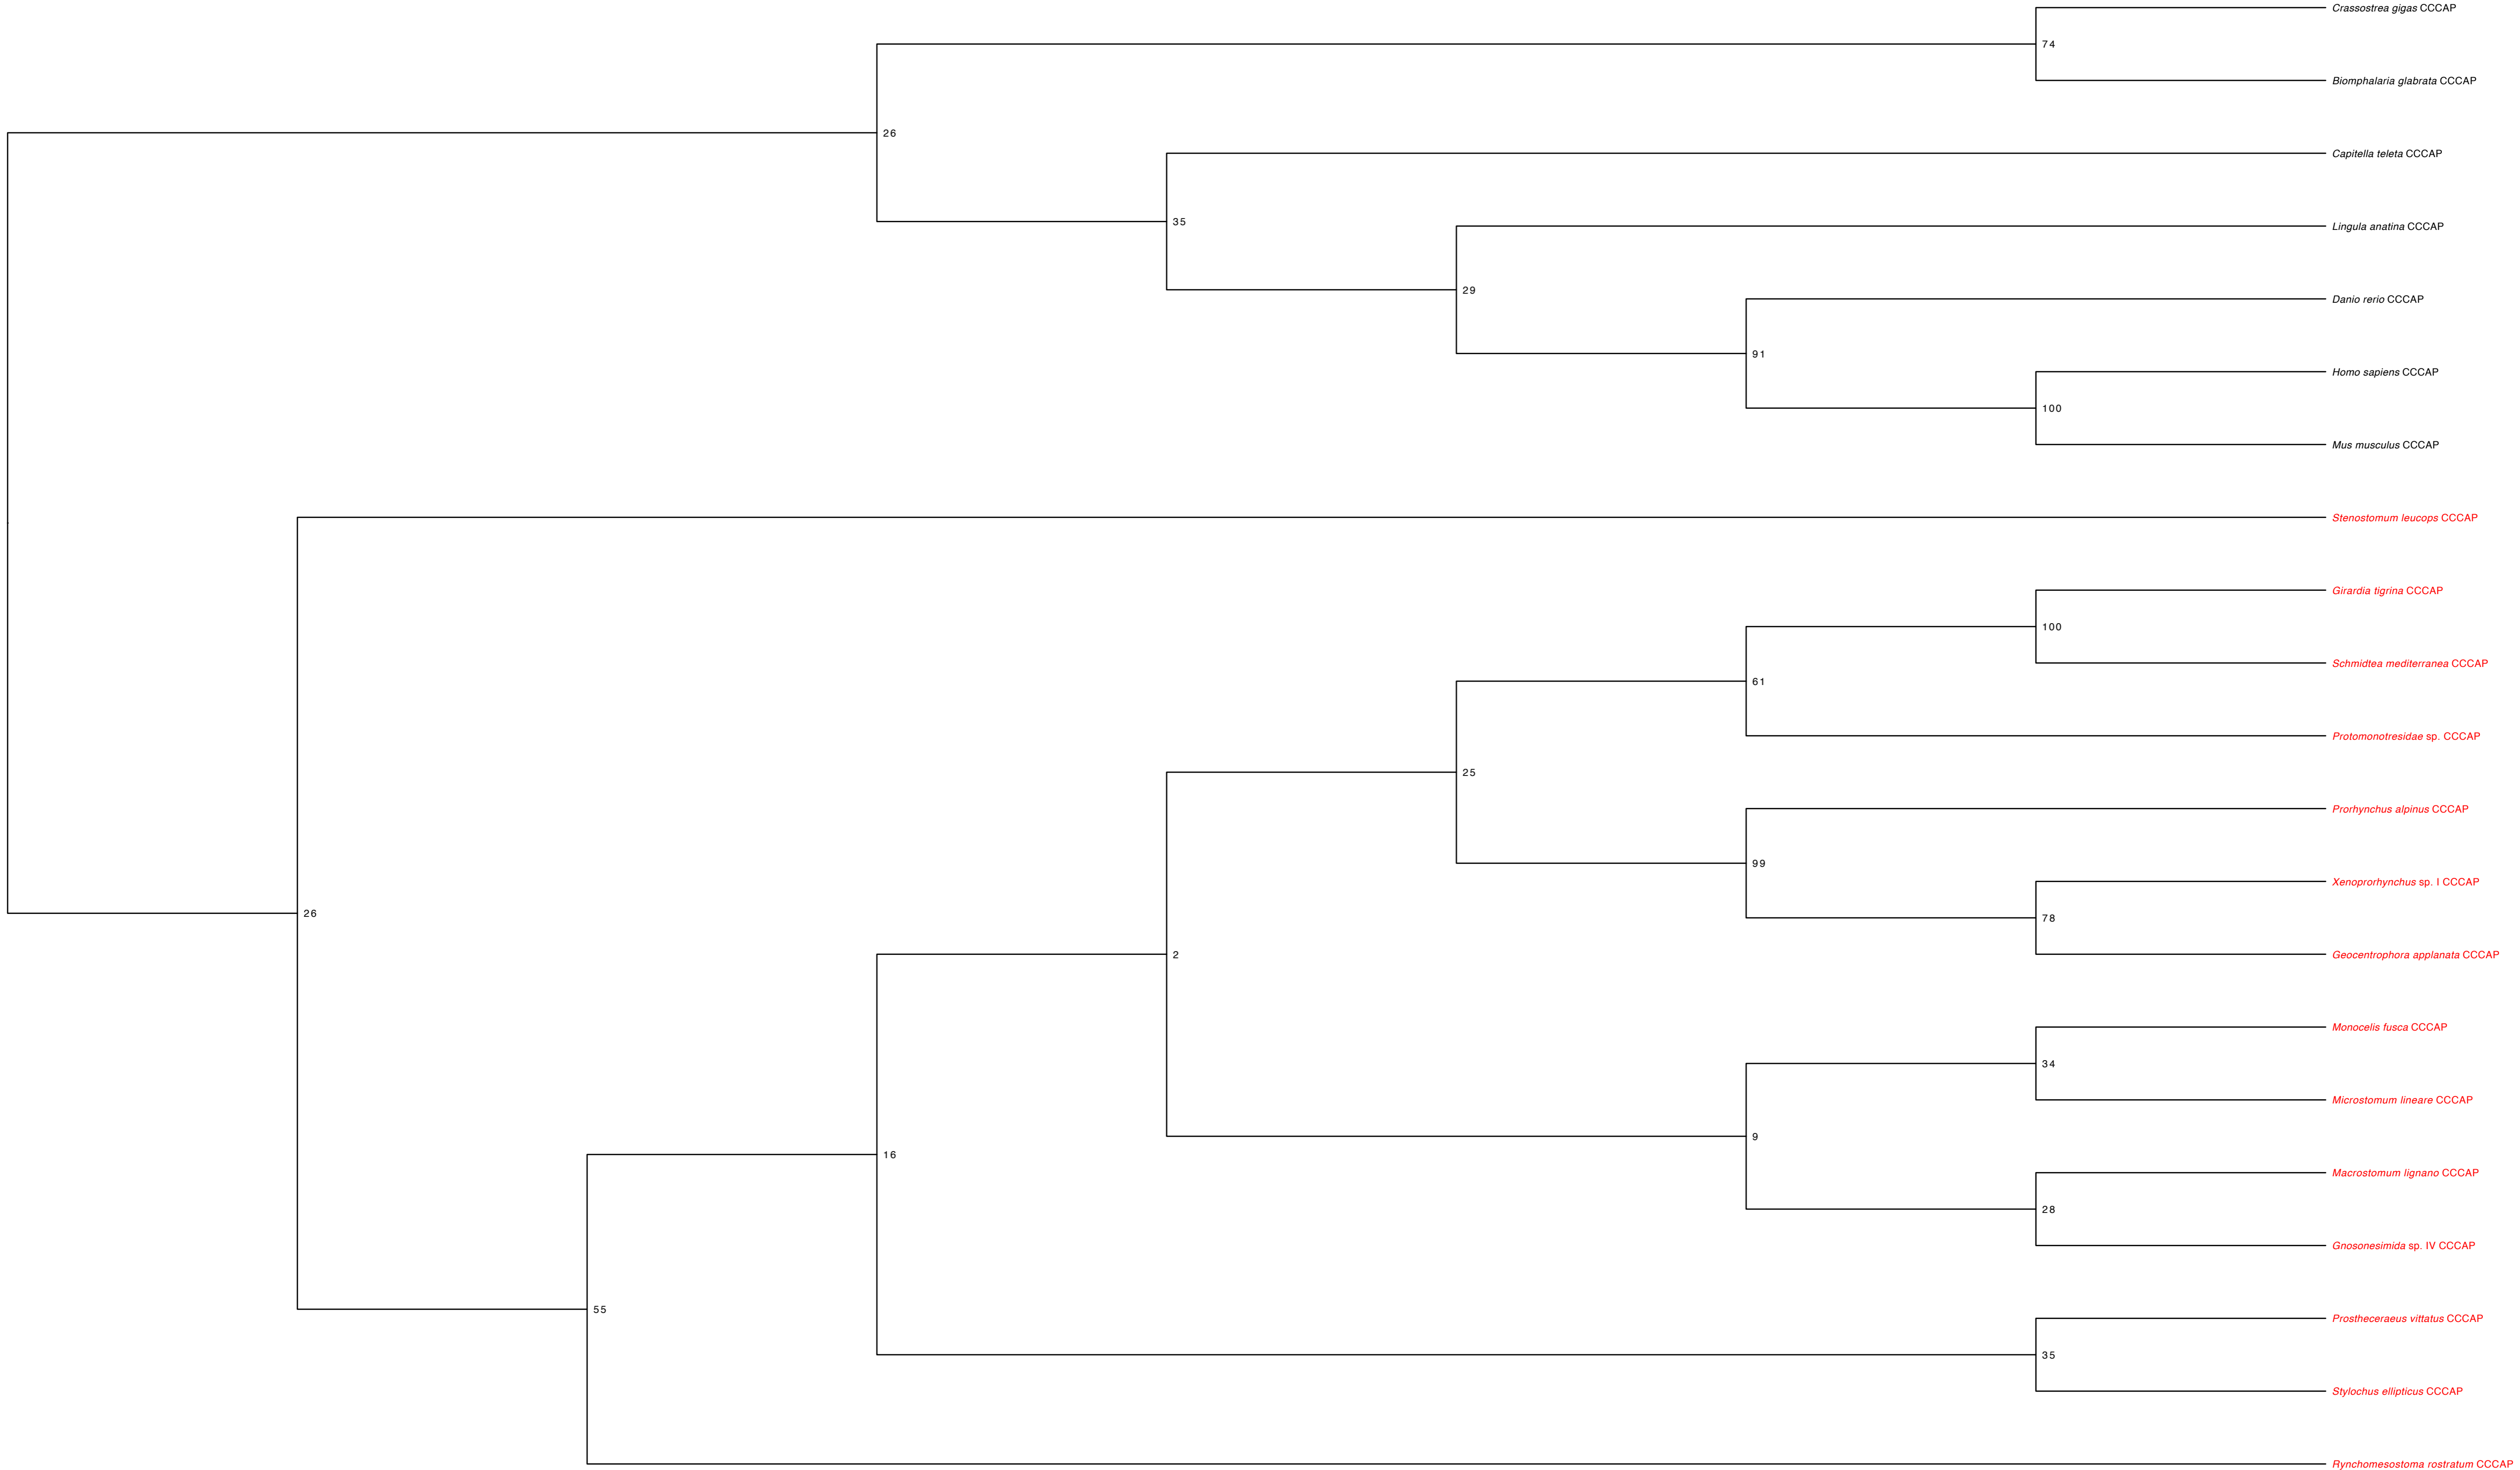 Crassostrea gigas CCCAP
74
Biomphalaria glabrata CCCAP
26
Capitella teleta CCCAP
35
Lingula anatina CCCAP
29
Danio rerio CCCAP
91
Homo sapiens CCCAP
100
Mus musculus CCCAP
Stenostomum leucops CCCAP
Girardia tigrina CCCAP
100
Schmidtea mediterranea CCCAP
61
Protomonotresidae sp. CCCAP
25
Prorhynchus alpinus CCCAP
99
Xenoprorhynchus sp. I CCCAP
26
78
Geocentrophora applanata CCCAP
2
Monocelis fusca CCCAP
34
Microstomum lineare CCCAP
9
16
Macrostomum lignano CCCAP
28
Gnosonesimida sp. IV CCCAP
55
Prostheceraeus vittatus CCCAP
35
Stylochus ellipticus CCCAP
Rynchomesostoma rostratum CCCAP